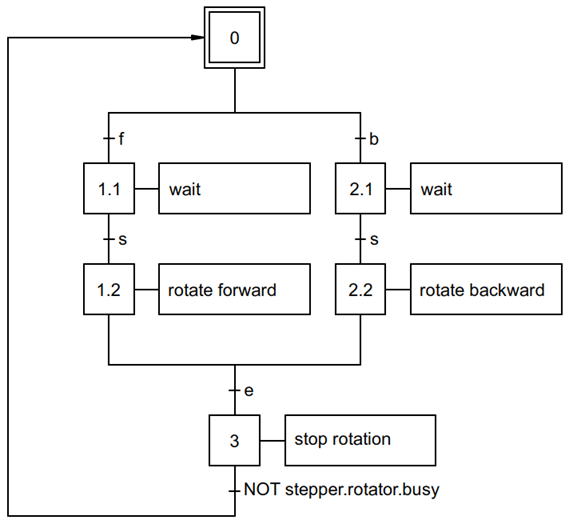 0
f
b
1.1
wait
2.1
wait
s
s
1.2
rotate forward
2.2
rotate backward
e
3
stop rotation
NOT stepper.rotator.busy